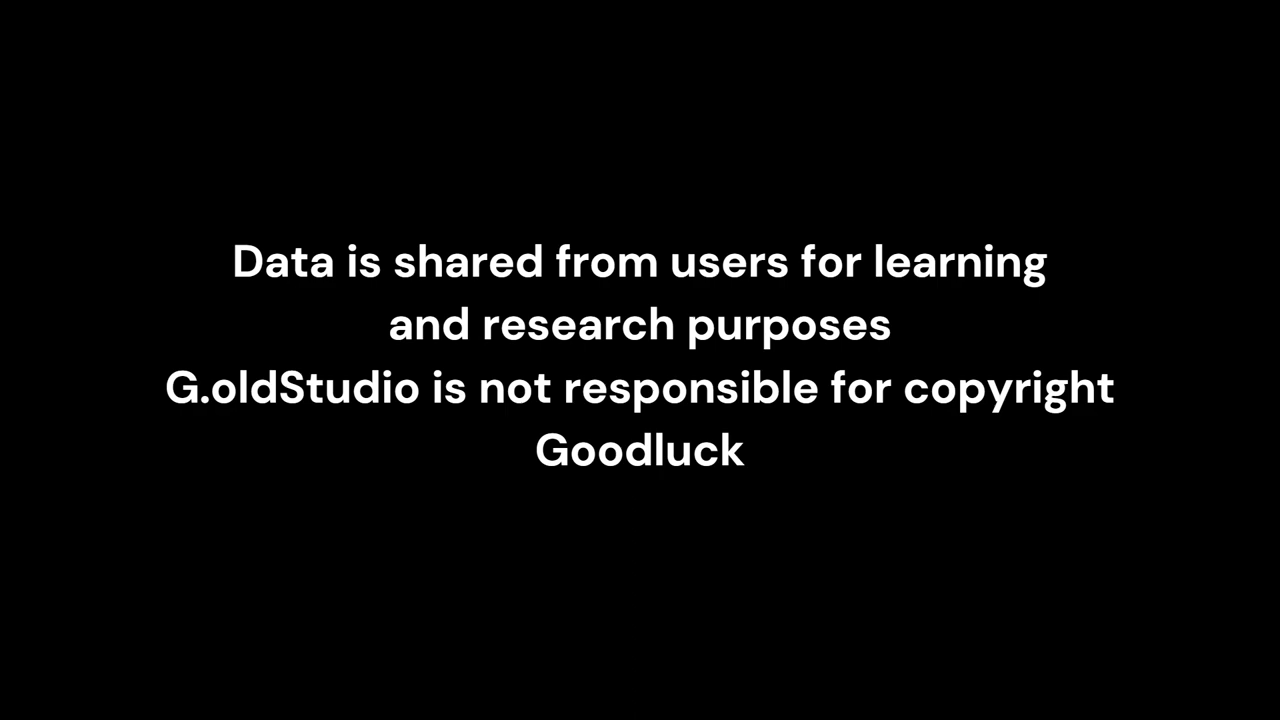 Data is shared from users for learning
and research purposes
G.oldStudio is not responsible for copyright
Goodluck